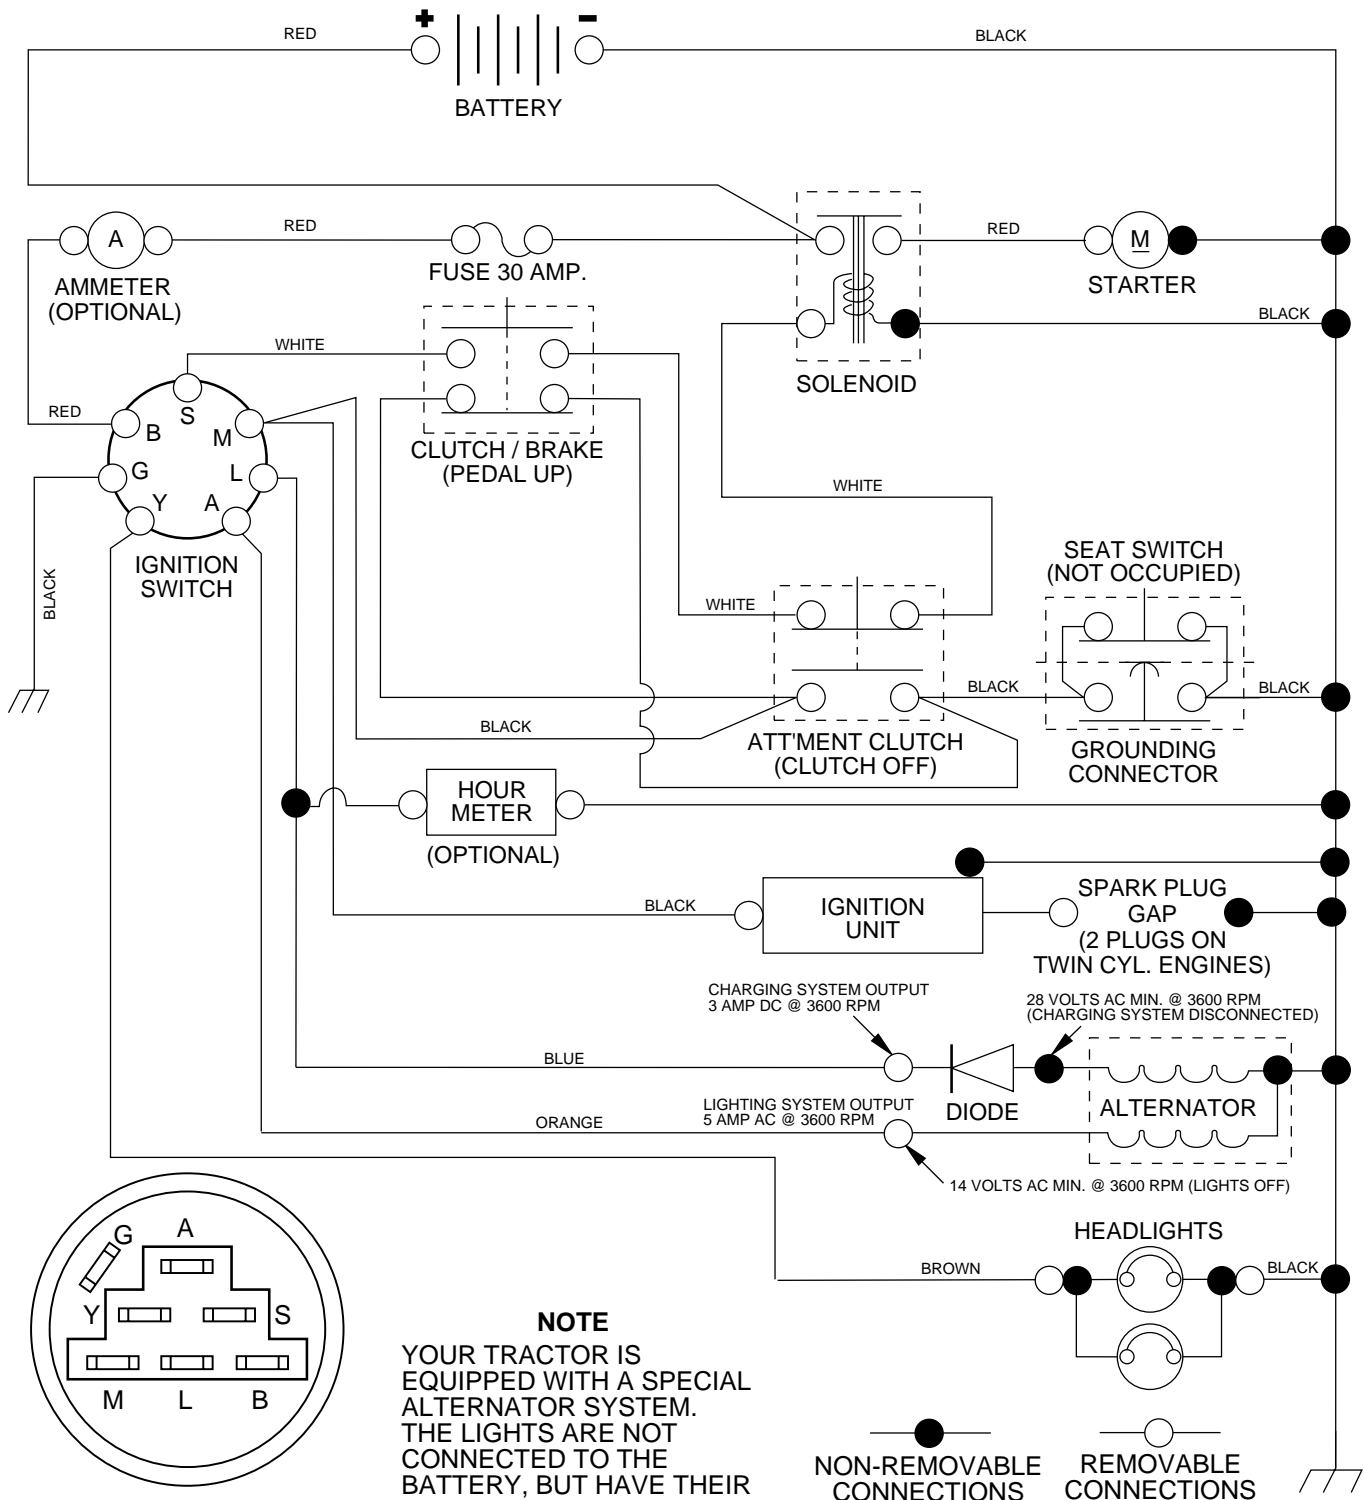 + -
RED
BLACK
BATTERY
RED
A
FUSE 30 AMP.
RED
M
STARTER
AMMETER
(OPTIONAL)
BLACK
WHITE
SOLENOID
S
RED
B
M
G
L
Y
A
CLUTCH / BRAKE
(PEDAL UP)
WHITE
IGNITION
SWITCH
BLACK
SEAT SWITCH
(NOT OCCUPIED)
WHITE
BLACK
BLACK
BLACK
ATT'MENT CLUTCH
(CLUTCH OFF)
GROUNDING
CONNECTOR
HOUR
METER
(OPTIONAL)
BLACK
IGNITION
UNIT
SPARK PLUG
GAP
(2 PLUGS ON
TWIN CYL. ENGINES)
CHARGING SYSTEM OUTPUT
3 AMP DC @ 3600 RPM
28 VOLTS AC MIN. @ 3600 RPM
(CHARGING SYSTEM DISCONNECTED)
BLUE
DIODE
ALTERNATOR
LIGHTING SYSTEM OUTPUT
5 AMP AC @ 3600 RPM
ORANGE
14 VOLTS AC MIN. @ 3600 RPM (LIGHTS OFF)
HEADLIGHTS
BROWN
BLACK
G
A
Y
S
M
L
B
NOTE
YOUR TRACTOR IS
EQUIPPED WITH A SPECIAL
ALTERNATOR SYSTEM.
THE LIGHTS ARE NOT
CONNECTED TO THE
BATTERY, BUT HAVE THEIR
NON-REMOVABLE
CONNECTIONS
REMOVABLE
CONNECTIONS